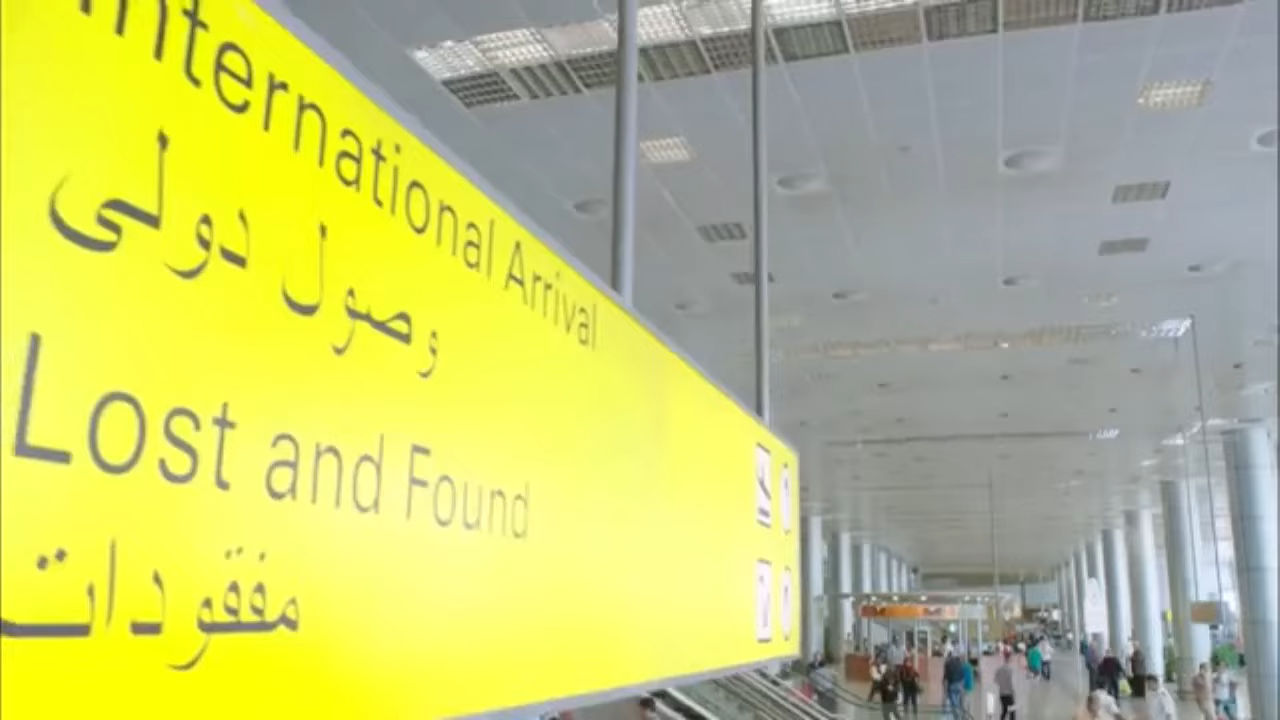 International Arrival
وصول دولى
Lost and Found
مفقودات